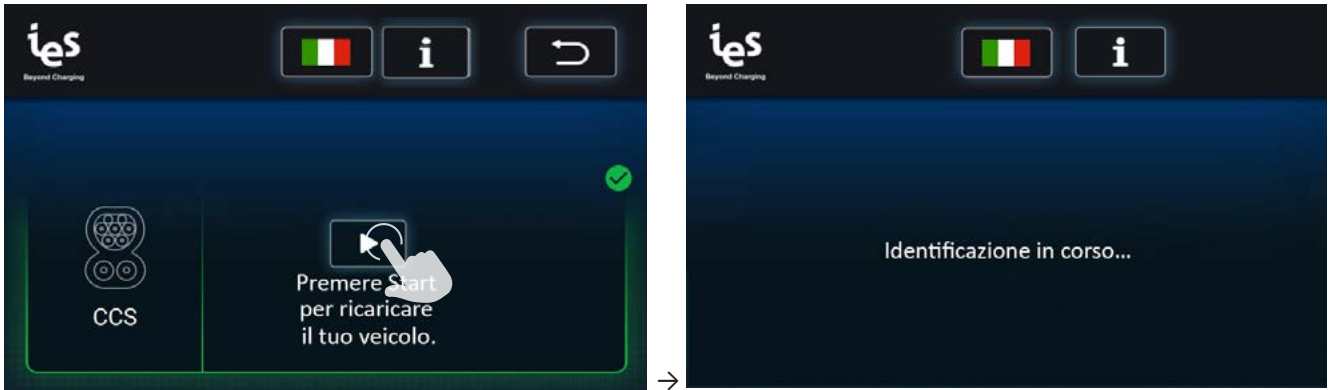 ies
Beyond Charging
i
CCS
Premere Start
per ricaricare
il tuo veicolo.
→
ies
Beyond Charging
i
Identificazione in corso...